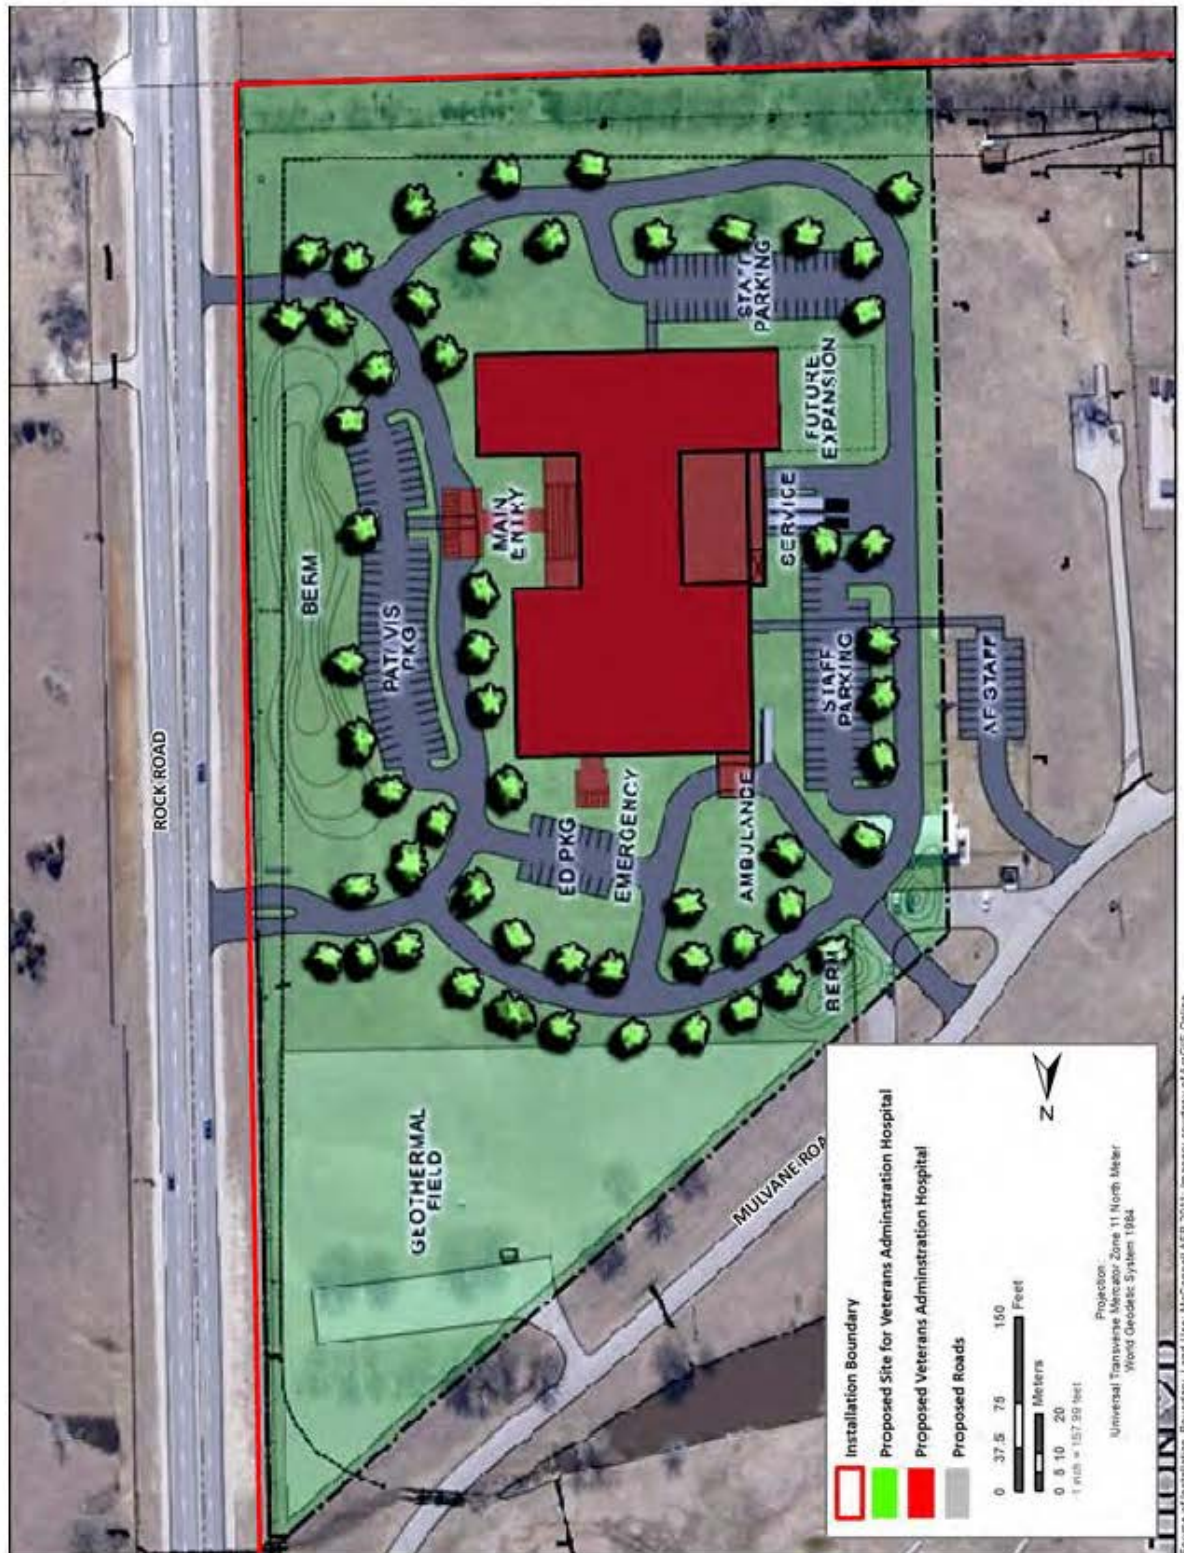 ROCK ROAD
BERM
PAT/VIS
PKG
MAIN
ENTRY
STAFF
PARKING
FUTURE
EXPANSION
SERVICE
STAFF
PARKING
AF STAFF
ED PKG
EMERGENCY
AMBULANCE
BERM
GEOTHERMAL
FIELD
MULVANE ROA
Installation Boundary
Proposed Site for Veterans Adminstration Hospital
Proposed Veterans Adminstration Hospital
Proposed Roads
0 37.5 75 150
Feet
Meters
0 5 10 20
1 inch = 157.99 feet
N
Projection:
Universal Transverse Mercator Zone 11 North Meter
World Geodetic System 1984